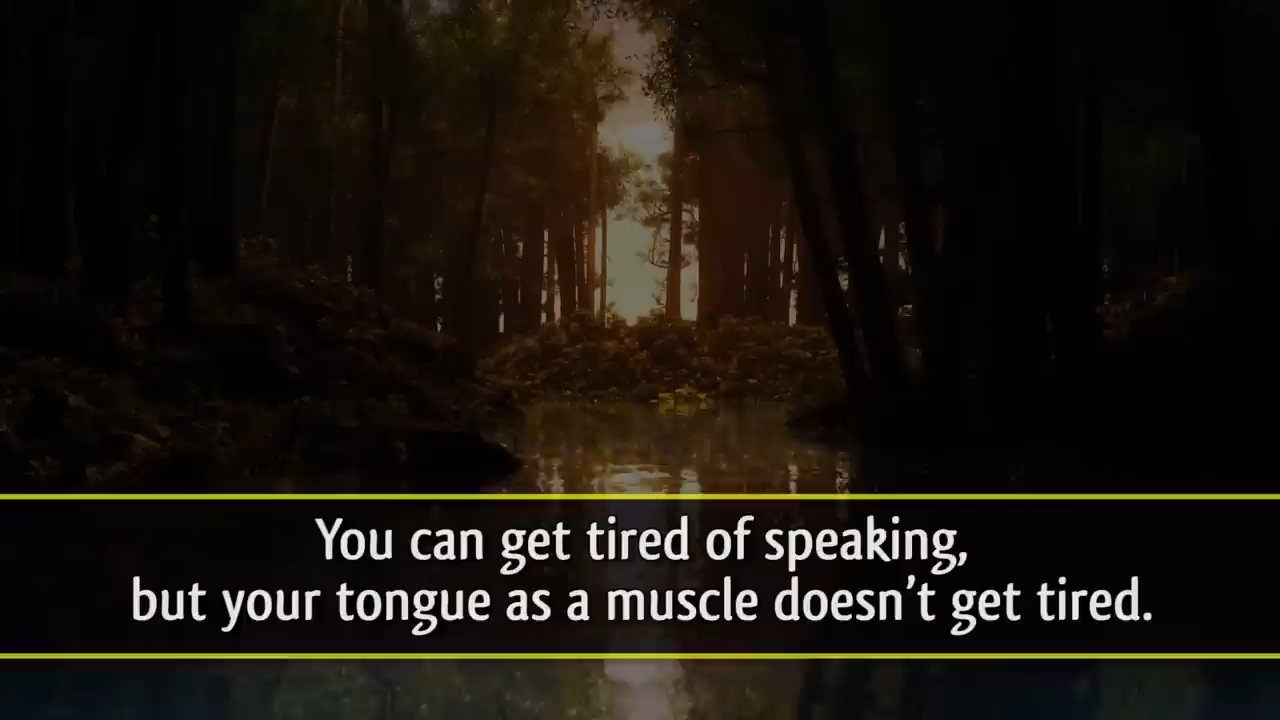 You can get tired of speaking,
but your tongue as a muscle doesn’t get tired.